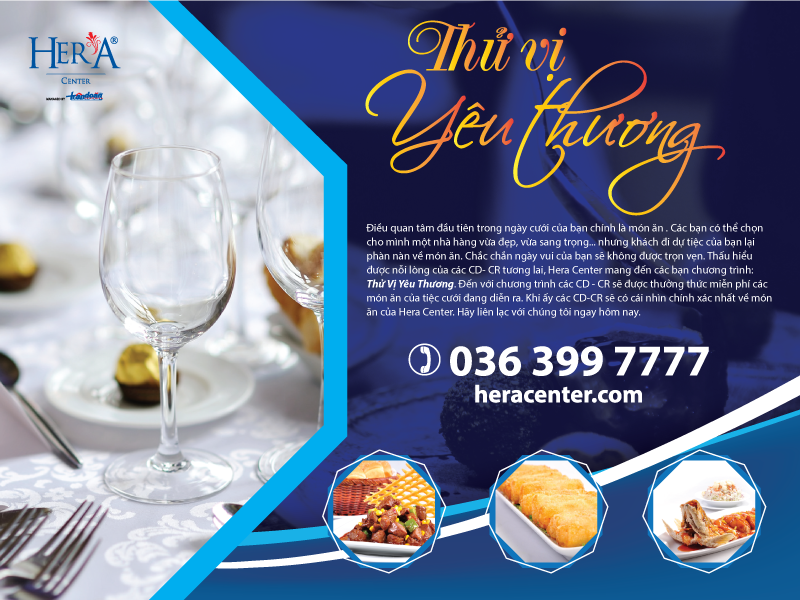 HERA®
CENTER
MANAGED BY trandong
Thử vị
Yêu thương
Điều quan tâm đầu tiên trong ngày cưới của bạn chính là món ăn . Các bạn có thể chọn
cho mình một nhà hàng vừa đẹp, vừa sang trọng... nhưng khách đi dự tiệc của bạn lại
phàn nàn về món ăn. Chắc chắn ngày vui của bạn sẽ không được trọn vẹn. Thấu hiểu
được nỗi lòng của các CD- CR tương lai, Hera Center mang đến các bạn chương trình:
Thử Vị Yêu Thương. Đến với chương trình các CD - CR sẽ được thưởng thức miễn phí các
món ăn của tiệc cưới đang diễn ra. Khi ấy các CD-CR sẽ có cái nhìn chính xác nhất về món
ăn của Hera Center. Hãy liên lạc với chúng tôi ngay hôm nay.
036 399 7777
heracenter.com